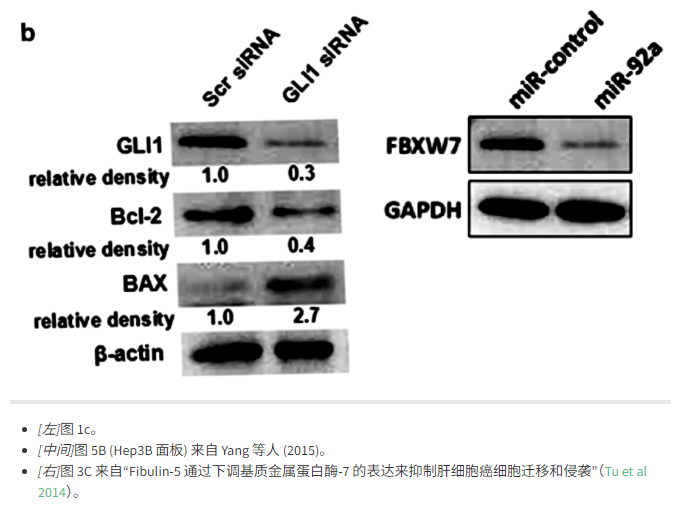 b
Scr siRNA
GLI1 siRNA
GLI1
relative density 1.0 0.3
Bcl-2
relative density 1.0 0.4
BAX
relative density 1.0 2.7
β-actin
miR-control
miR-92a
FBXW7
GAPDH
[左]图 1c。
[中间]图 5B (Hep3B 面板) 来自 Yang 等人 (2015)。
[右]图 3C 来自“Fibulin-5 通过下调基质金属蛋白酶-7 的表达来抑制肝细胞癌细胞迁移和侵袭”（Tu et al
2014）。